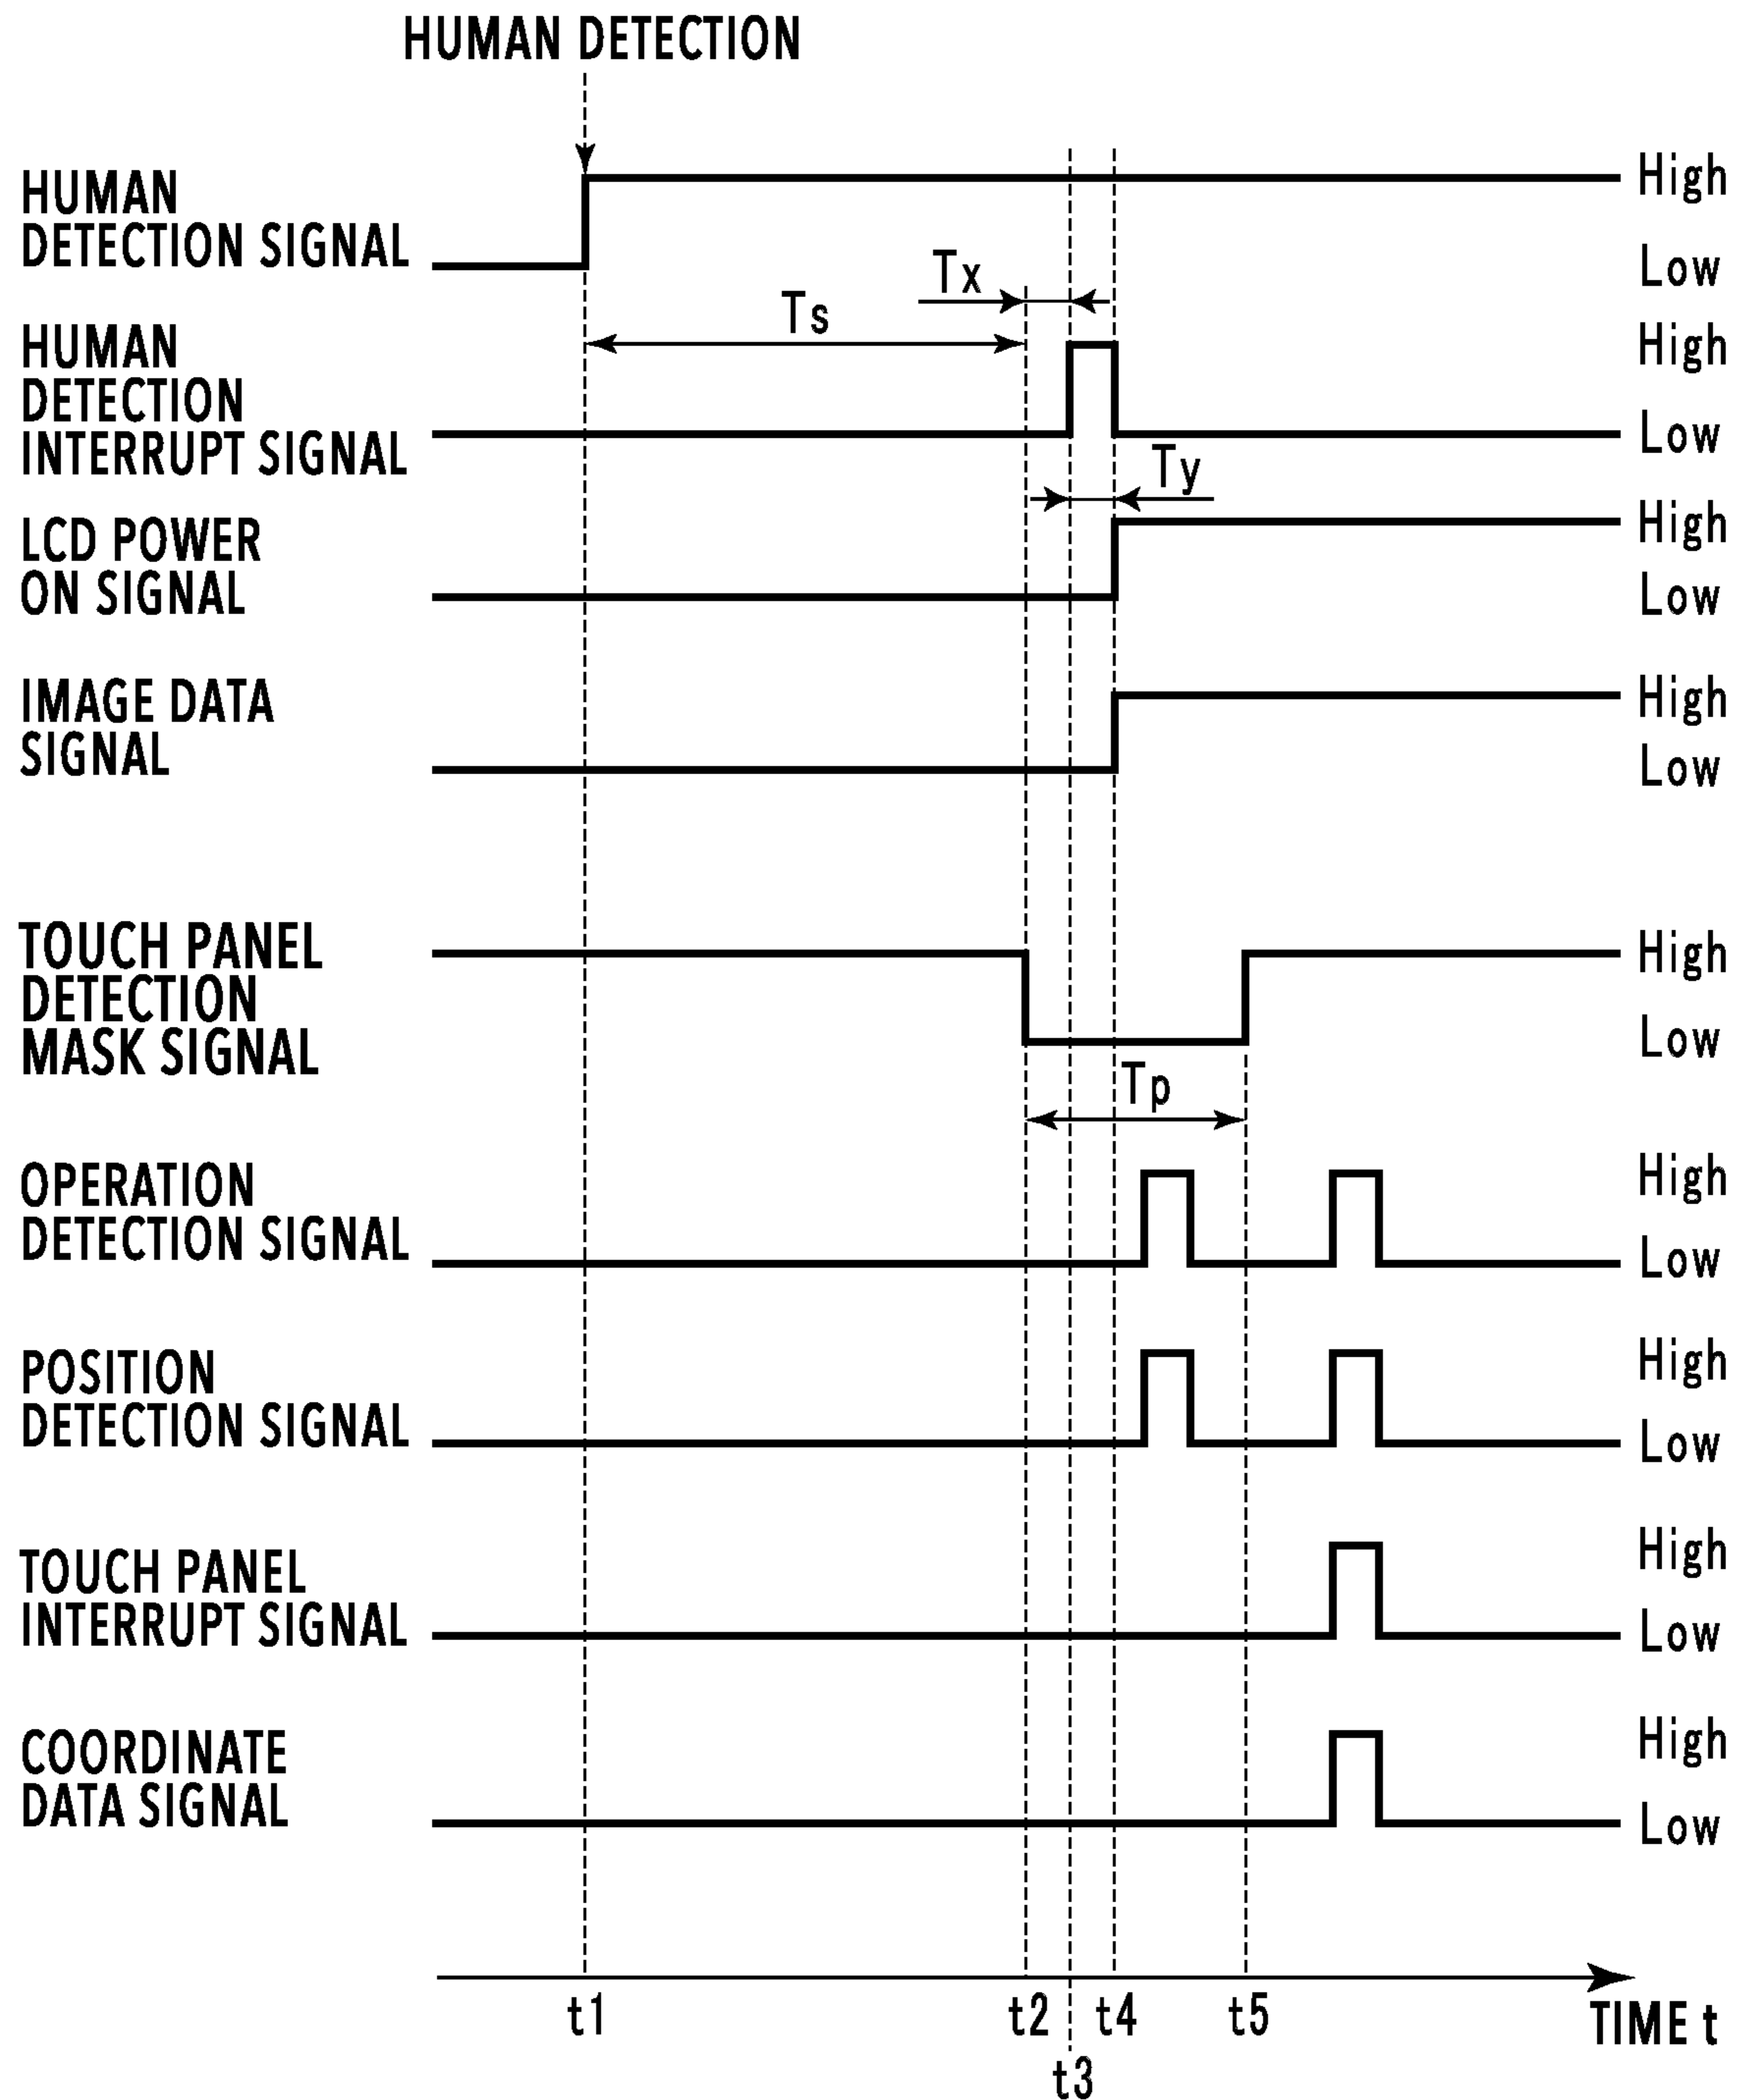 HUMAN DETECTION
HUMAN
DETECTION SIGNAL
High
Low
Tx
Ts
HUMAN
DETECTION
INTERRUPT SIGNAL
High
Low
Ty
LCD POWER
ON SIGNAL
High
Low
IMAGE DATA
SIGNAL
High
Low
TOUCH PANEL
DETECTION
MASK SIGNAL
High
Low
Tp
OPERATION
DETECTION SIGNAL
High
Low
POSITION
DETECTION SIGNAL
High
Low
TOUCH PANEL
INTERRUPT SIGNAL
High
Low
COORDINATE
DATA SIGNAL
High
Low
t1
t2
t4
t5
TIME t
t3